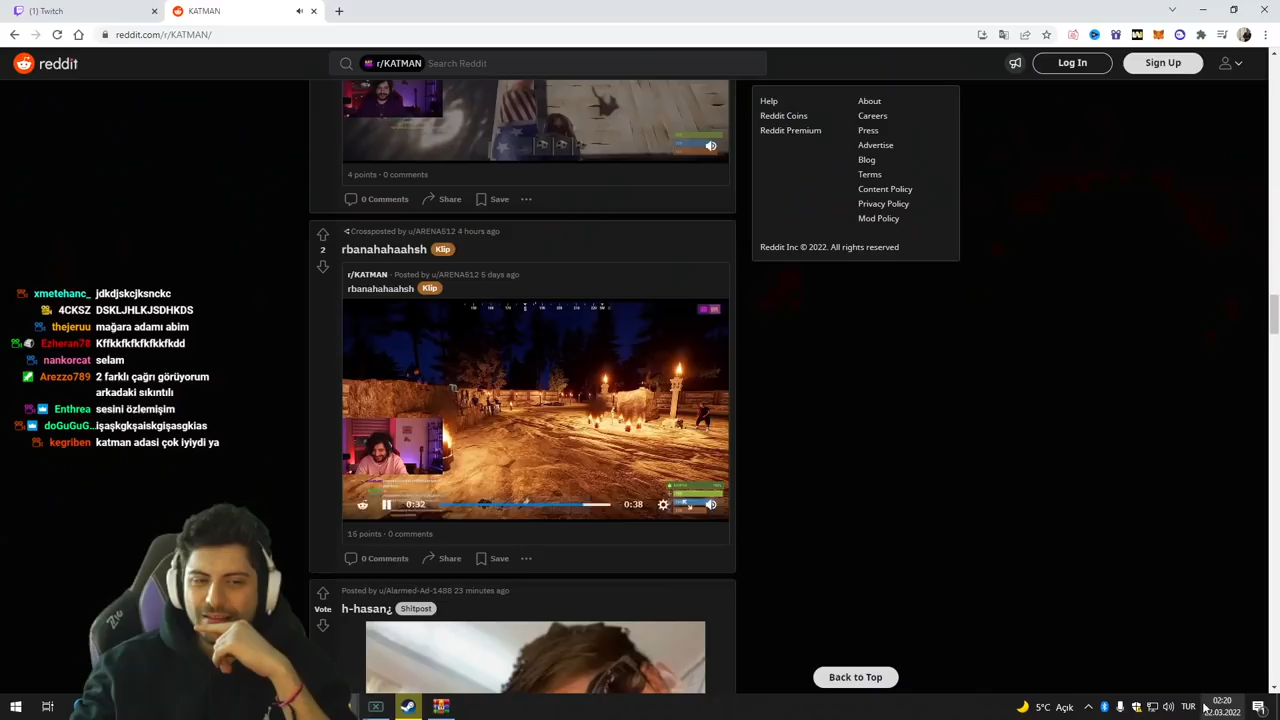 (1) Twitch
KATMAN
reddit.com/r/KATMAN/
reddit
r/KATMAN
Search Reddit
Log In
Sign Up
Help
About
Reddit Coins
Careers
Reddit Premium
Press
Advertise
Blog
Terms
Content Policy
Privacy Policy
Mod Policy
Reddit Inc © 2022. All rights reserved
4 points · 0 comments
0 Comments
Share
Save
Crossposted by u/ARENA512 4 hours ago
2
rbanahahaahsh Klip
r/KATMAN · Posted by u/ARENA512 5 days ago
rbanahahaahsh Klip
0:32
0:38
15 points · 0 comments
0 Comments
Share
Save
Posted by u/Alarmed-Ad-1488 23 minutes ago
Vote
h-hasan¿ Shitpost
Back to Top
xmetehanc_ jdkdjskcjksnckc
4CKSZ DSKLJHLKJSDHKDS
thejeruu mağara adamı abim
Ezheran78 Kffkkfkfkfkkfkdd
nankorcat selam
Arezzo789 2 farklı çağrı görüyorum
arkadaki sıkıntılı
Enthrea sesini özlemişim
doGuGuG... işaşkgkşaiskgişasgkias
kegriben katman adasi çok iyiydi ya
5°C Açık
TUR
02:20
22.03.2022
1